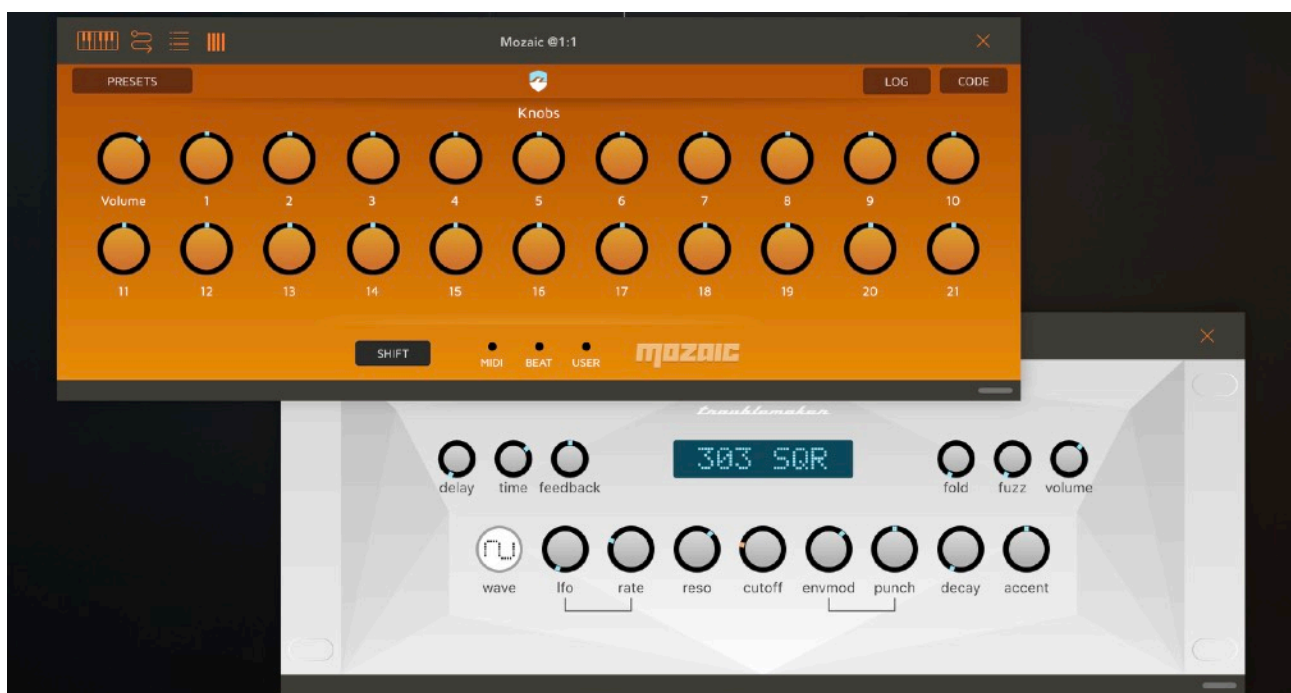 Mozaic @1:1
PRESETS
LOG
CODE
Knobs
Volume 1 2 3 4 5 6 7 8 9 10
11 12 13 14 15 16 17 18 19 20 21
SHIFT
MIDI BEAT USER
mozaic
troublemaker
303 SQR
delay time feedback
fold fuzz volume
wave lfo rate reso cutoff envmod punch decay accent